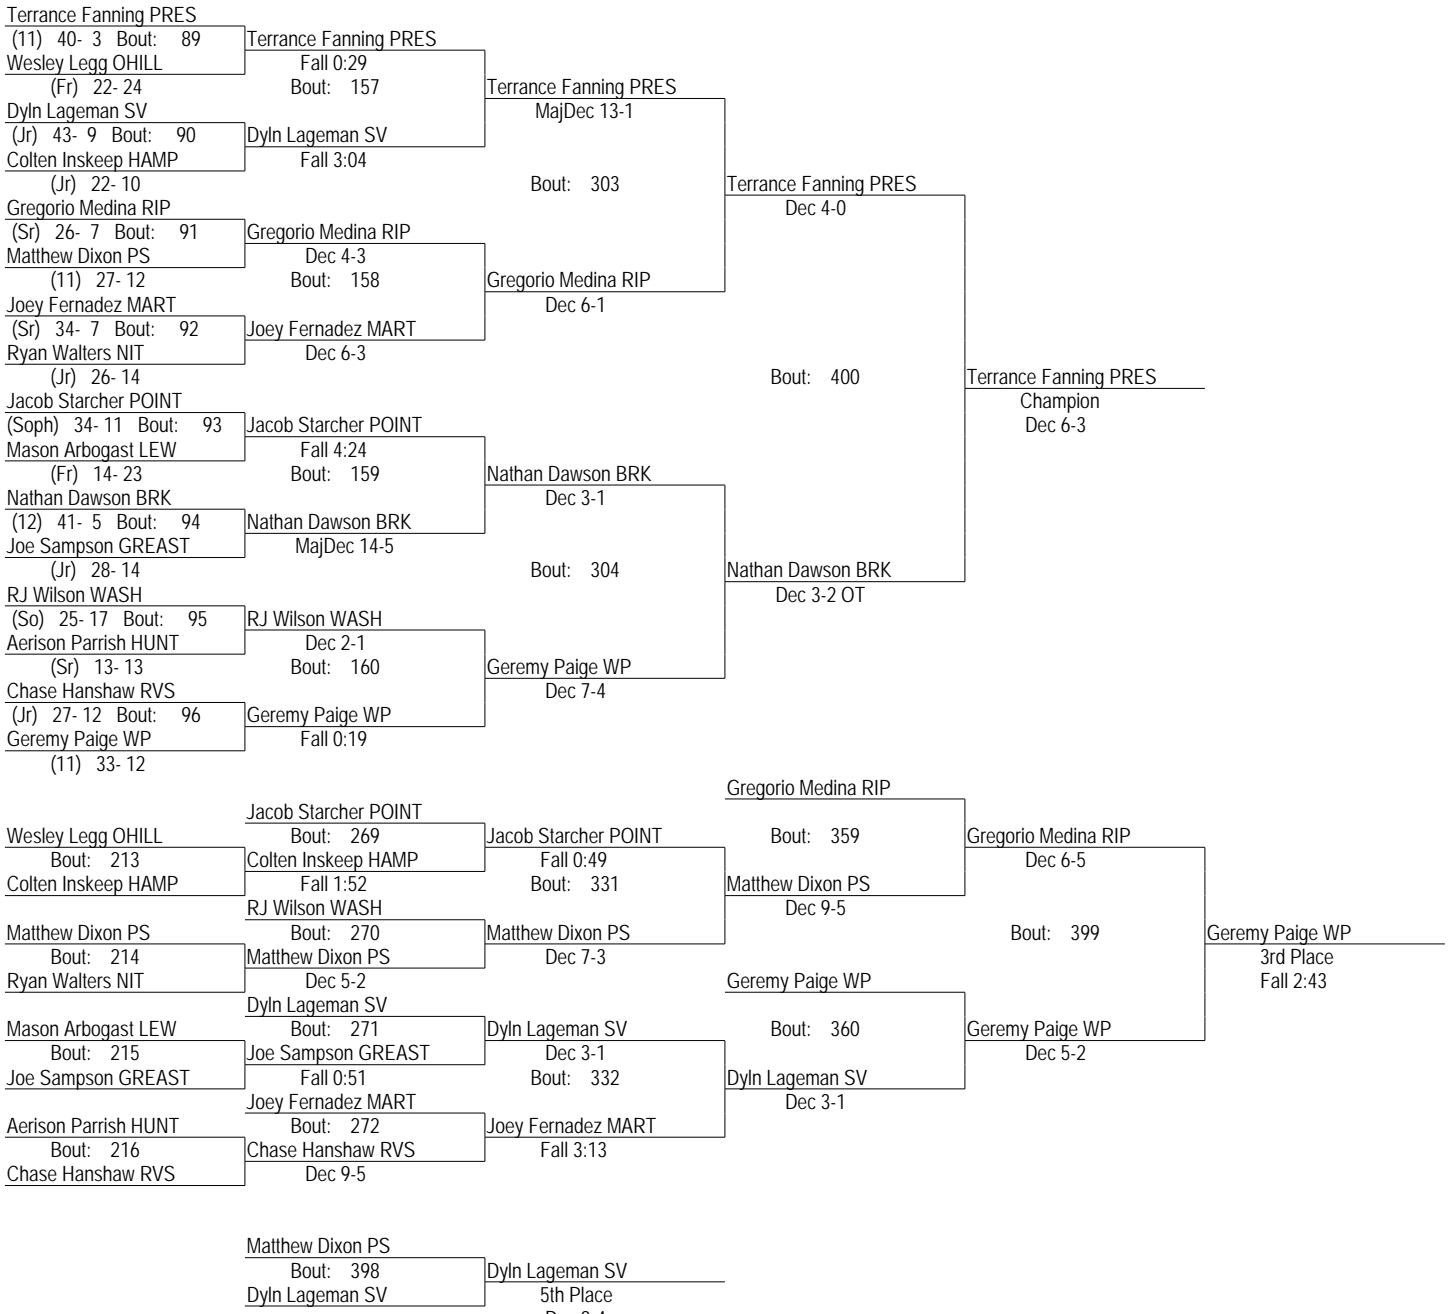 Terrance Fanning PRES
(11) 40- 3 Bout: 89 Terrance Fanning PRES
Wesley Legg OHILL Fall 0:29
(Fr) 22- 24 Bout: 157 Terrance Fanning PRES
Dyln Lageman SV MajDec 13-1
(Jr) 43- 9 Bout: 90 Dyln Lageman SV
Colten Inskeep HAMP Fall 3:04
(Jr) 22- 10 Bout: 303 Terrance Fanning PRES
Gregorio Medina RIP Dec 4-0
(Sr) 26- 7 Bout: 91 Gregorio Medina RIP
Matthew Dixon PS Dec 4-3
(11) 27- 12 Bout: 158 Gregorio Medina RIP
Joey Fernadez MART Dec 6-1
(Sr) 34- 7 Bout: 92 Joey Fernadez MART
Ryan Walters NIT Dec 6-3
(Jr) 26- 14 Bout: 400 Terrance Fanning PRES
Jacob Starcher POINT Champion
(Soph) 34- 11 Bout: 93 Jacob Starcher POINT Dec 6-3
Mason Arbogast LEW Fall 4:24
(Fr) 14- 23 Bout: 159 Nathan Dawson BRK
Nathan Dawson BRK Dec 3-1
(12) 41- 5 Bout: 94 Nathan Dawson BRK
Joe Sampson GREAST MajDec 14-5
(Jr) 28- 14 Bout: 304 Nathan Dawson BRK
RJ Wilson WASH Dec 3-2 OT
(So) 25- 17 Bout: 95 RJ Wilson WASH
Aerison Parrish HUNT Dec 2-1
(Sr) 13- 13 Bout: 160 Geremy Paige WP
Chase Hanshaw RVS Dec 7-4
(Jr) 27- 12 Bout: 96 Geremy Paige WP
Geremy Paige WP Fall 0:19
(11) 33- 12
Gregorio Medina RIP
Jacob Starcher POINT
Wesley Legg OHILL Bout: 269 Jacob Starcher POINT Bout: 359 Gregorio Medina RIP
Bout: 213 Colten Inskeep HAMP Fall 0:49 Dec 6-5
Colten Inskeep HAMP Fall 1:52 Bout: 331 Matthew Dixon PS
RJ Wilson WASH Dec 9-5
Matthew Dixon PS Bout: 270 Matthew Dixon PS Bout: 399 Geremy Paige WP
Bout: 214 Matthew Dixon PS Dec 7-3 3rd Place
Ryan Walters NIT Dec 5-2 Geremy Paige WP Fall 2:43
Dyln Lageman SV
Mason Arbogast LEW Bout: 271 Dyln Lageman SV Bout: 360 Geremy Paige WP
Bout: 215 Joe Sampson GREAST Dec 3-1 Dec 5-2
Joe Sampson GREAST Fall 0:51 Bout: 332 Dyln Lageman SV
Joey Fernadez MART Dec 3-1
Aerison Parrish HUNT Bout: 272 Joey Fernadez MART
Bout: 216 Chase Hanshaw RVS Fall 3:13
Chase Hanshaw RVS Dec 9-5
Matthew Dixon PS
Bout: 398 Dyln Lageman SV
Dyln Lageman SV 5th Place